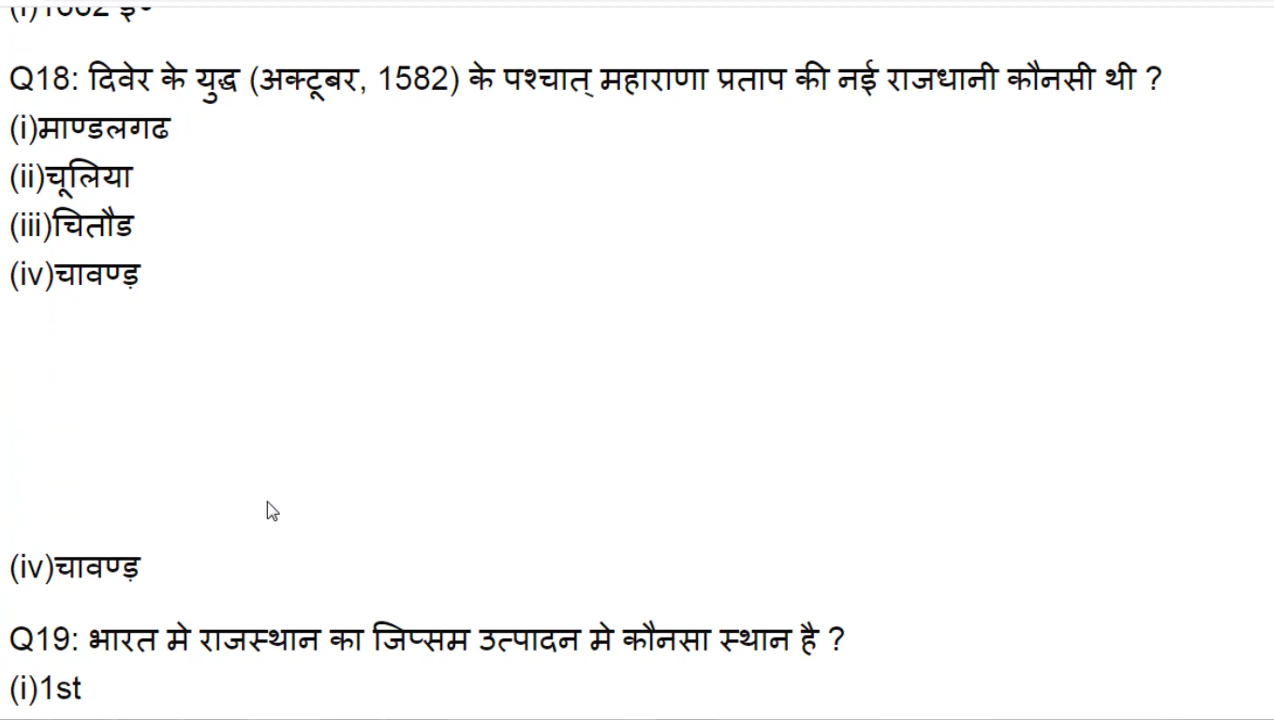 Q18: दिवेर के युद्ध (अक्टूबर, 1582) के पश्चात् महाराणा प्रताप की नई राजधानी कौनसी थी ?
(i)माण्डलगढ
(ii)चूलिया
(iii)चितौड
(iv)चावण्ड़
(iv)चावण्ड़
Q19: भारत मे राजस्थान का जिप्सम उत्पादन मे कौनसा स्थान है ?
(i)1st